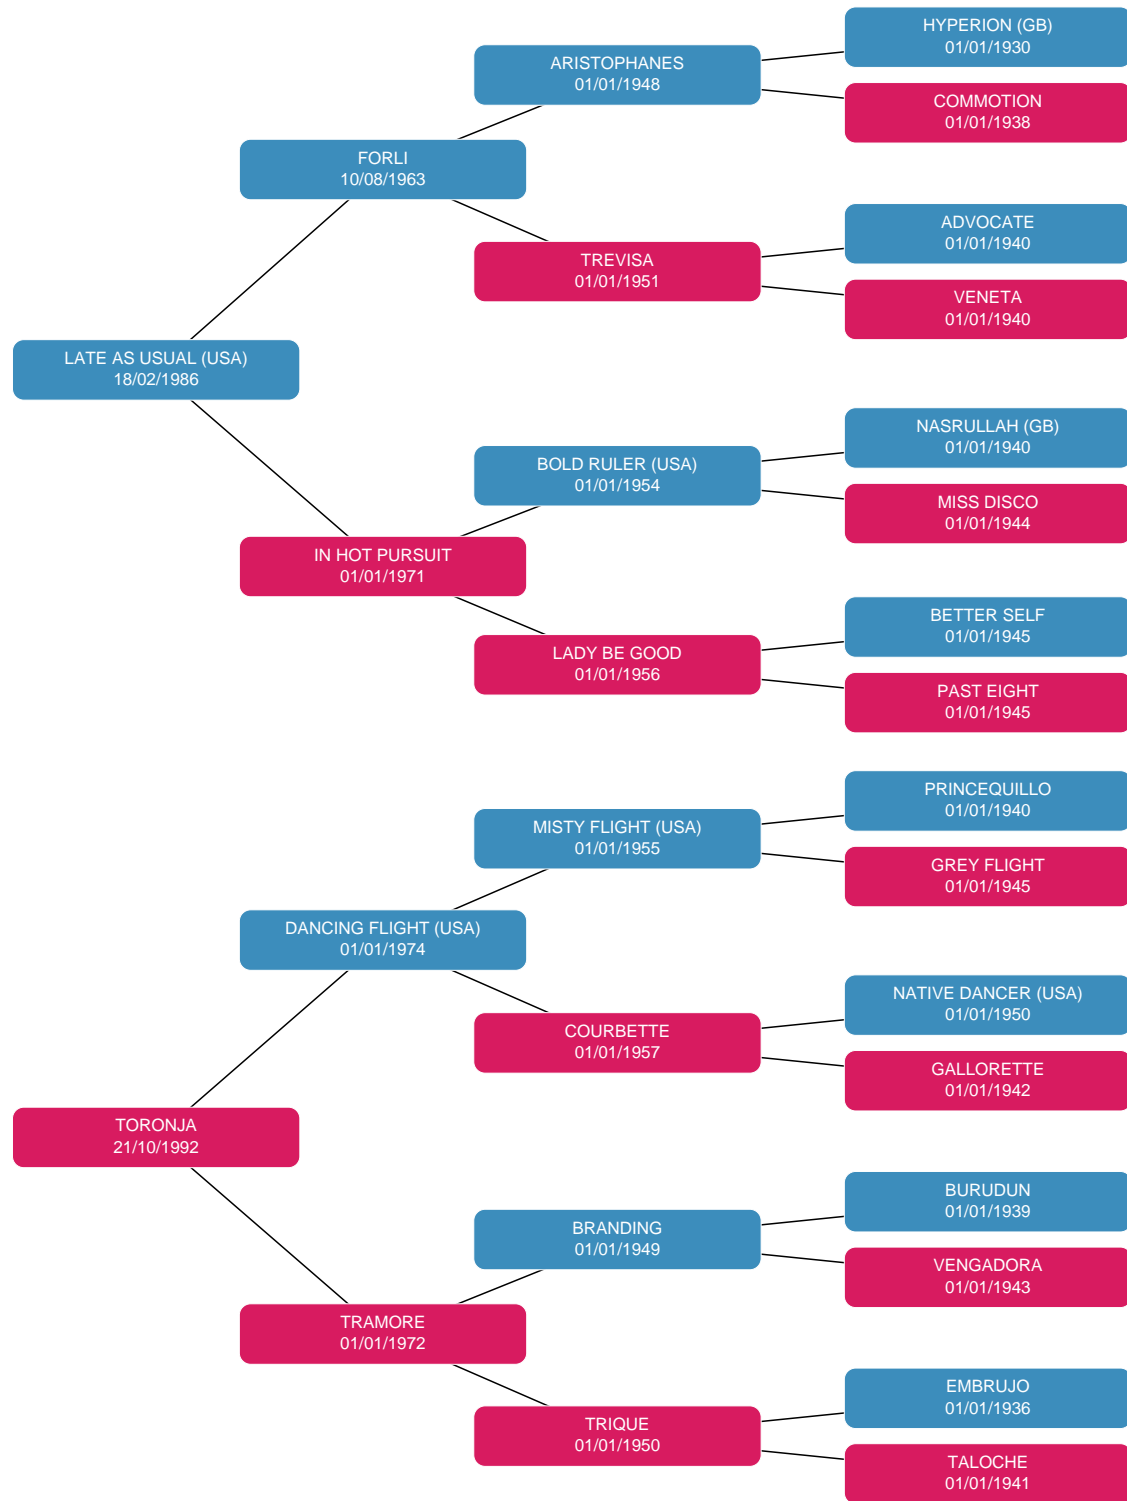 HYPERION (GB)
01/01/1930
ARISTOPHANES
01/01/1948
COMMOTION
01/01/1938
FORLI
10/08/1963
ADVOCATE
01/01/1940
TREVISA
01/01/1951
VENETA
01/01/1940
LATE AS USUAL (USA)
18/02/1986
NASRULLAH (GB)
01/01/1940
BOLD RULER (USA)
01/01/1954
MISS DISCO
01/01/1944
IN HOT PURSUIT
01/01/1971
BETTER SELF
01/01/1945
LADY BE GOOD
01/01/1956
PAST EIGHT
01/01/1945
PRINCEQUILLO
01/01/1940
MISTY FLIGHT (USA)
01/01/1955
GREY FLIGHT
01/01/1945
DANCING FLIGHT (USA)
01/01/1974
NATIVE DANCER (USA)
01/01/1950
COURBETTE
01/01/1957
GALLORETTE
01/01/1942
TORONJA
21/10/1992
BURUDUN
01/01/1939
BRANDING
01/01/1949
VENGADORA
01/01/1943
TRAMORE
01/01/1972
EMBRUJO
01/01/1936
TRIQUE
01/01/1950
TALOCHE
01/01/1941